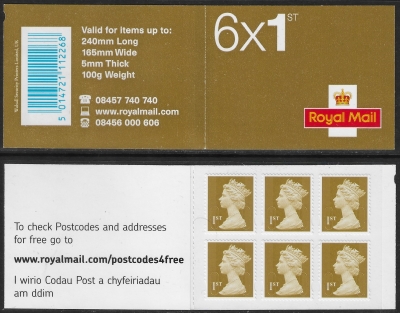 Valid for items up to:
240mm Long
165mm Wide
5mm Thick
100g Weight
08457 740 740
www.royalmail.com
08456 000 606
5 014721 112268
6x1ST
Royal Mail
To check Postcodes and addresses
for free go to
www.royalmail.com/postcodes4free
I wirio Codau Post a chyfeiriadau
am ddim
1ST
1ST
1ST
1ST
1ST
1ST